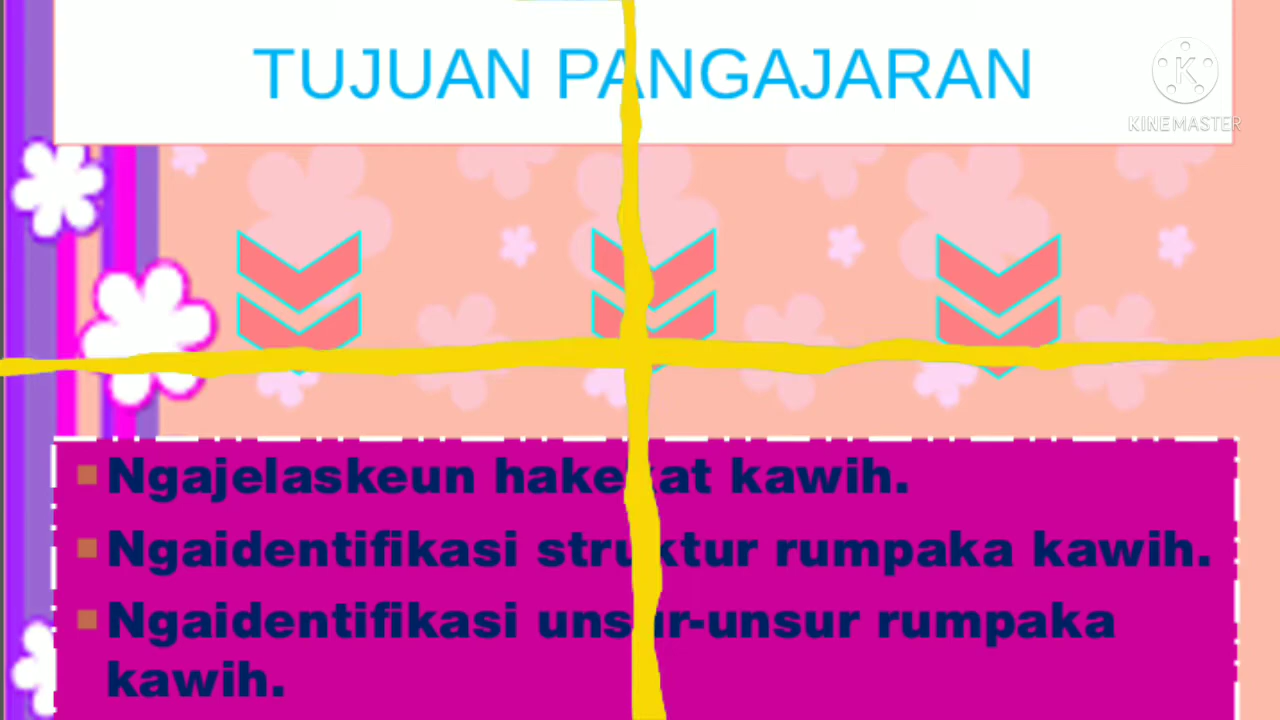 TUJUAN PANGAJARAN
K
KINEMASTER
Ngajelaskeun hakekat kawih.
Ngaidentifikasi struktur rumpaka kawih.
Ngaidentifikasi unsur-unsur rumpaka
kawih.